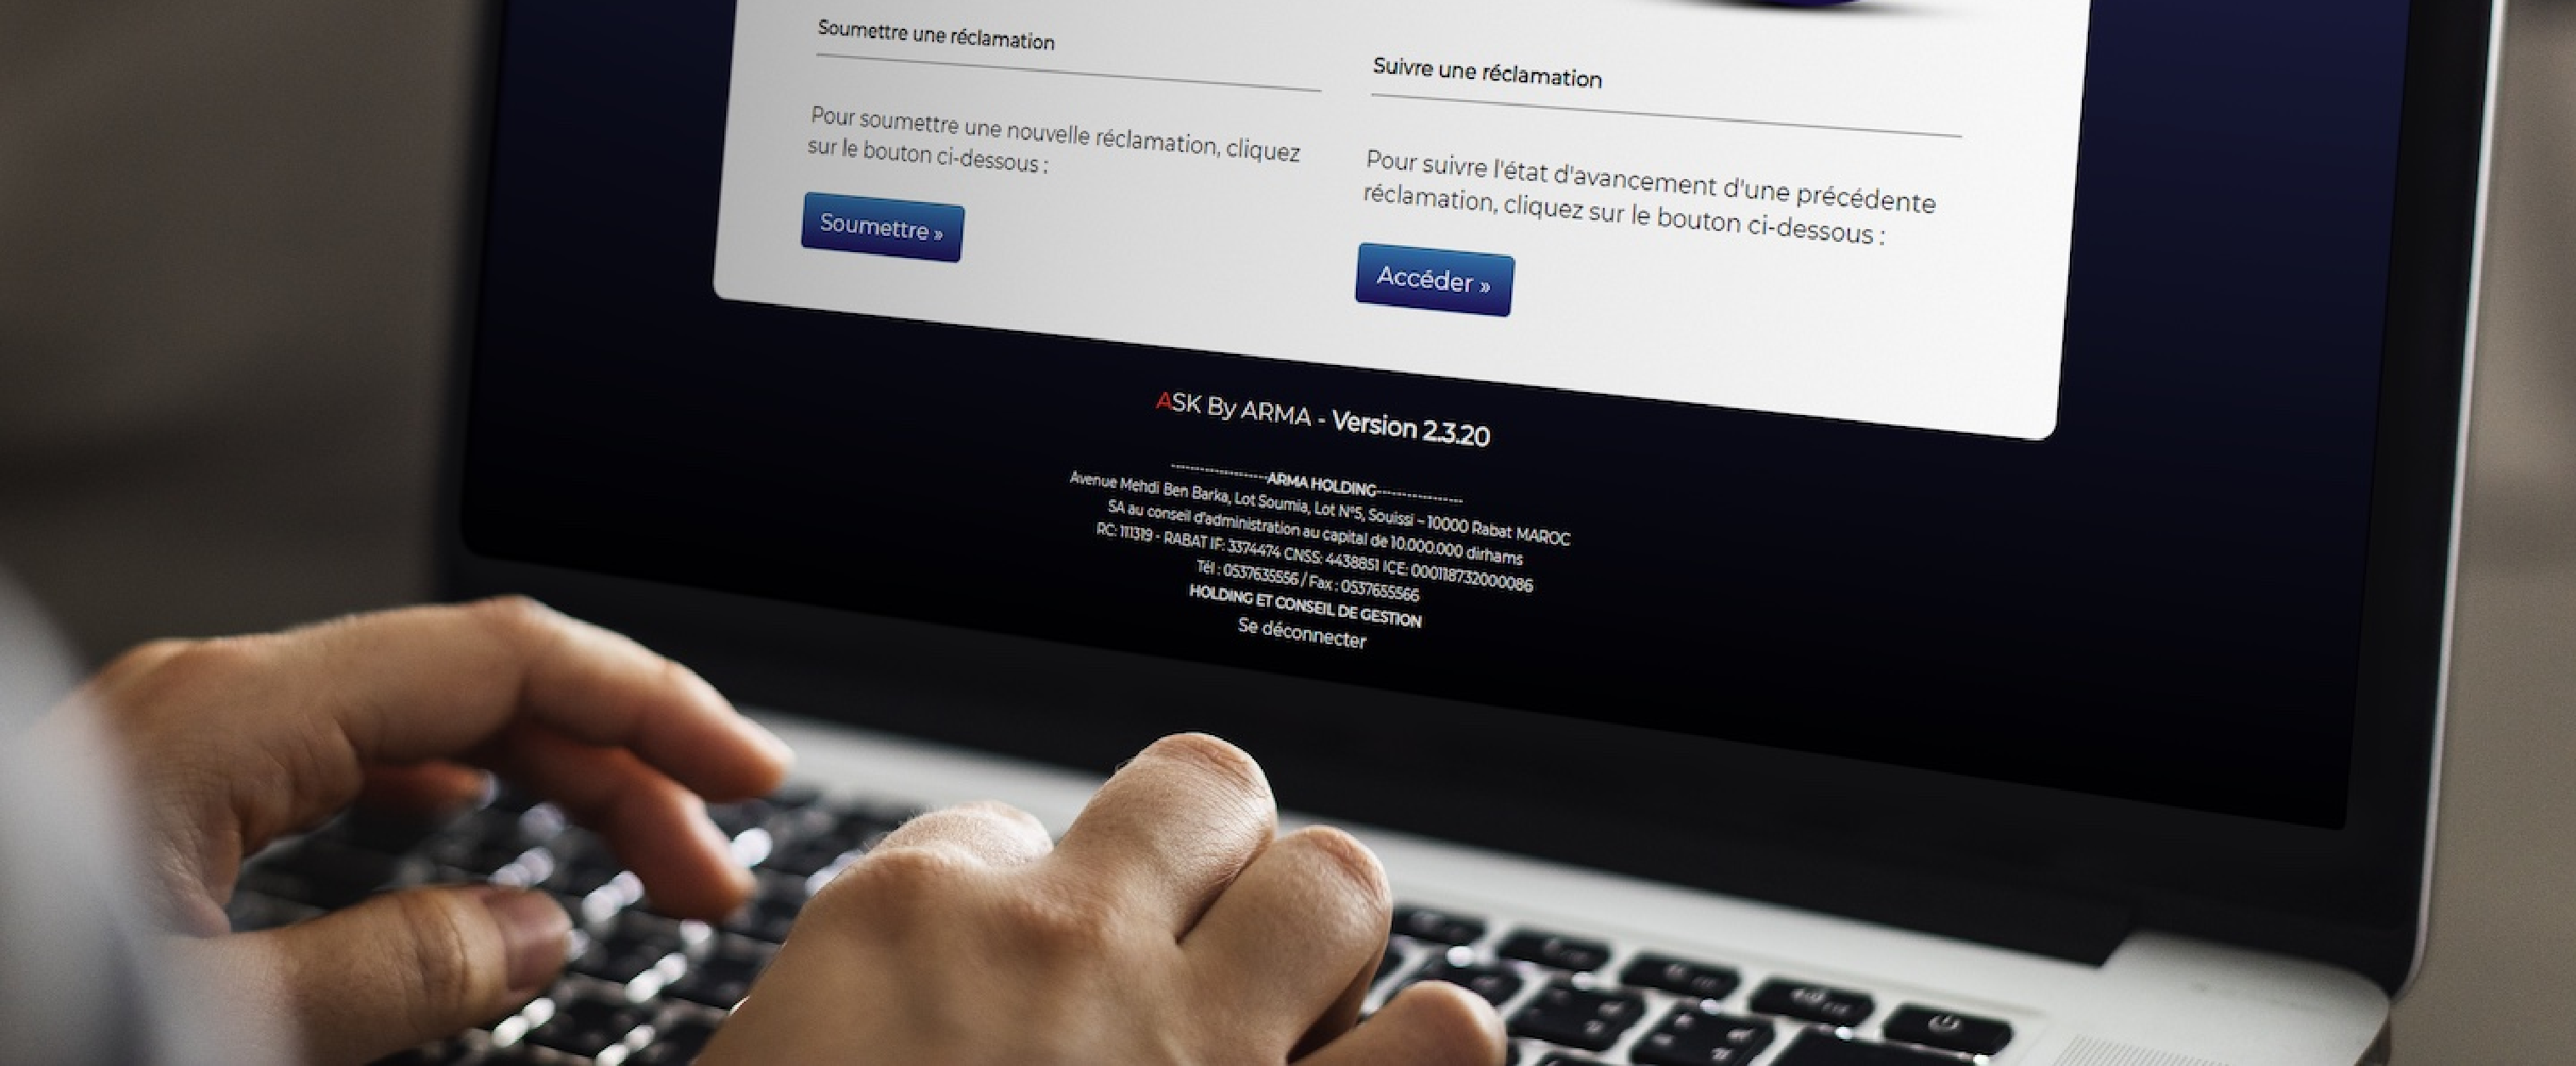 Soumettre une réclamation
Pour soumettre une nouvelle réclamation, cliquez
sur le bouton ci-dessous :
Soumettre »
Suivre une réclamation
Pour suivre l'état d'avancement d'une précédente
réclamation, cliquez sur le bouton ci-dessous :
Accéder »
ASK By ARMA - Version 2.3.20
---------------------ARMA HOLDING-------------------
Avenue Mehdi Ben Barka, Lot Soumia, Lot N°5, Souissi – 10000 Rabat MAROC
SA au conseil d'administration au capital de 10.000.000 dirhams
RC: 111319 - RABAT IF: 3374474 CNSS: 4438851 ICE: 000118732000086
Tél : 0537635556 / Fax : 0537655566
HOLDING ET CONSEIL DE GESTION
Se déconnecter